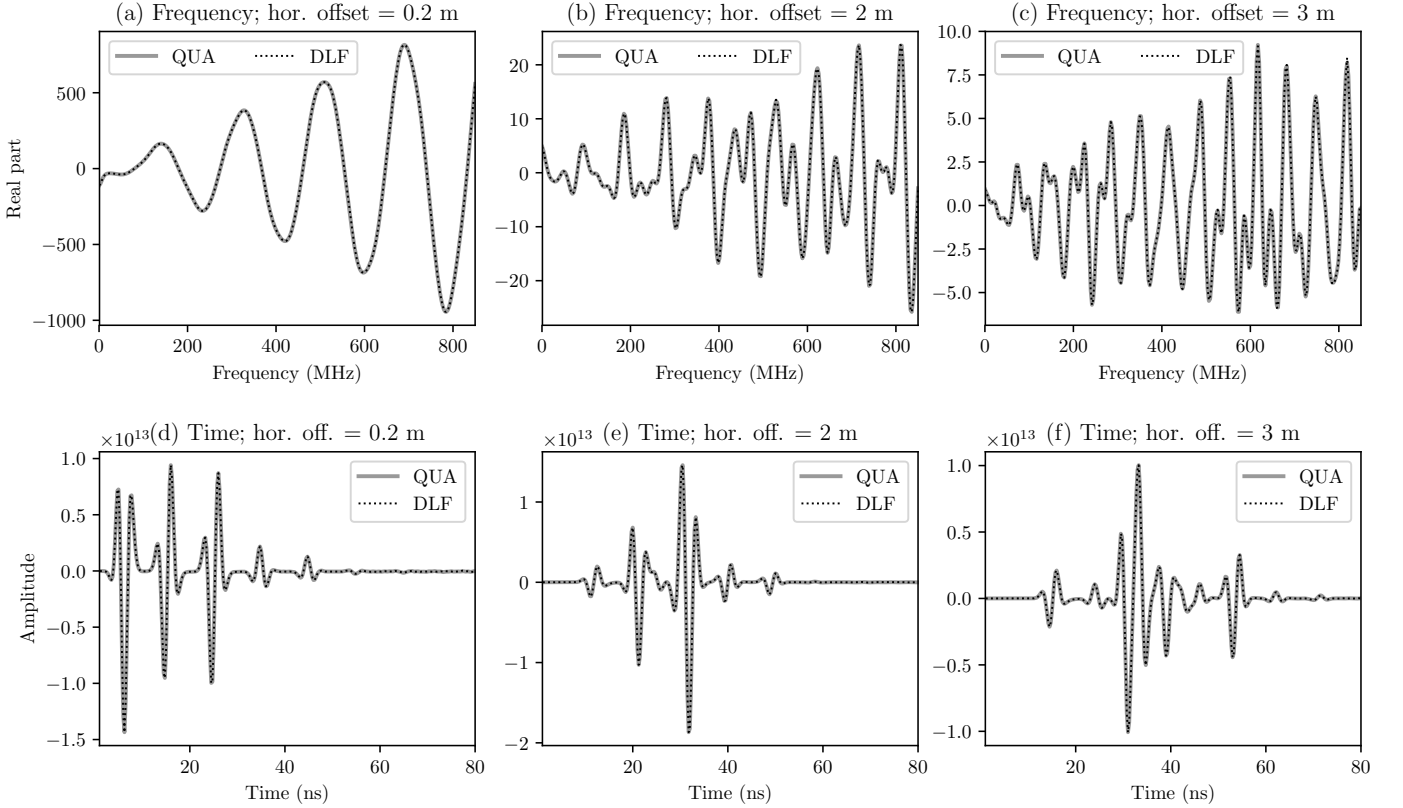 (a) Frequency; hor. offset = 0.2 m
QUA DLF
500
0
−500
−1000
Real part
0 200 400 600 800
Frequency (MHz)
(b) Frequency; hor. offset = 2 m
QUA DLF
20
10
0
−10
−20
0 200 400 600 800
Frequency (MHz)
(c) Frequency; hor. offset = 3 m
QUA DLF
10.0
7.5
5.0
2.5
0.0
−2.5
−5.0
0 200 400 600 800
Frequency (MHz)
×10¹³(d) Time; hor. off. = 0.2 m
QUA
DLF
1.0
0.5
0.0
−0.5
−1.0
−1.5
Amplitude
20 40 60 80
Time (ns)
×10¹³ (e) Time; hor. off. = 2 m
QUA
DLF
1
0
−1
−2
20 40 60 80
Time (ns)
×10¹³ (f) Time; hor. off. = 3 m
QUA
DLF
1.0
0.5
0.0
−0.5
−1.0
20 40 60 80
Time (ns)